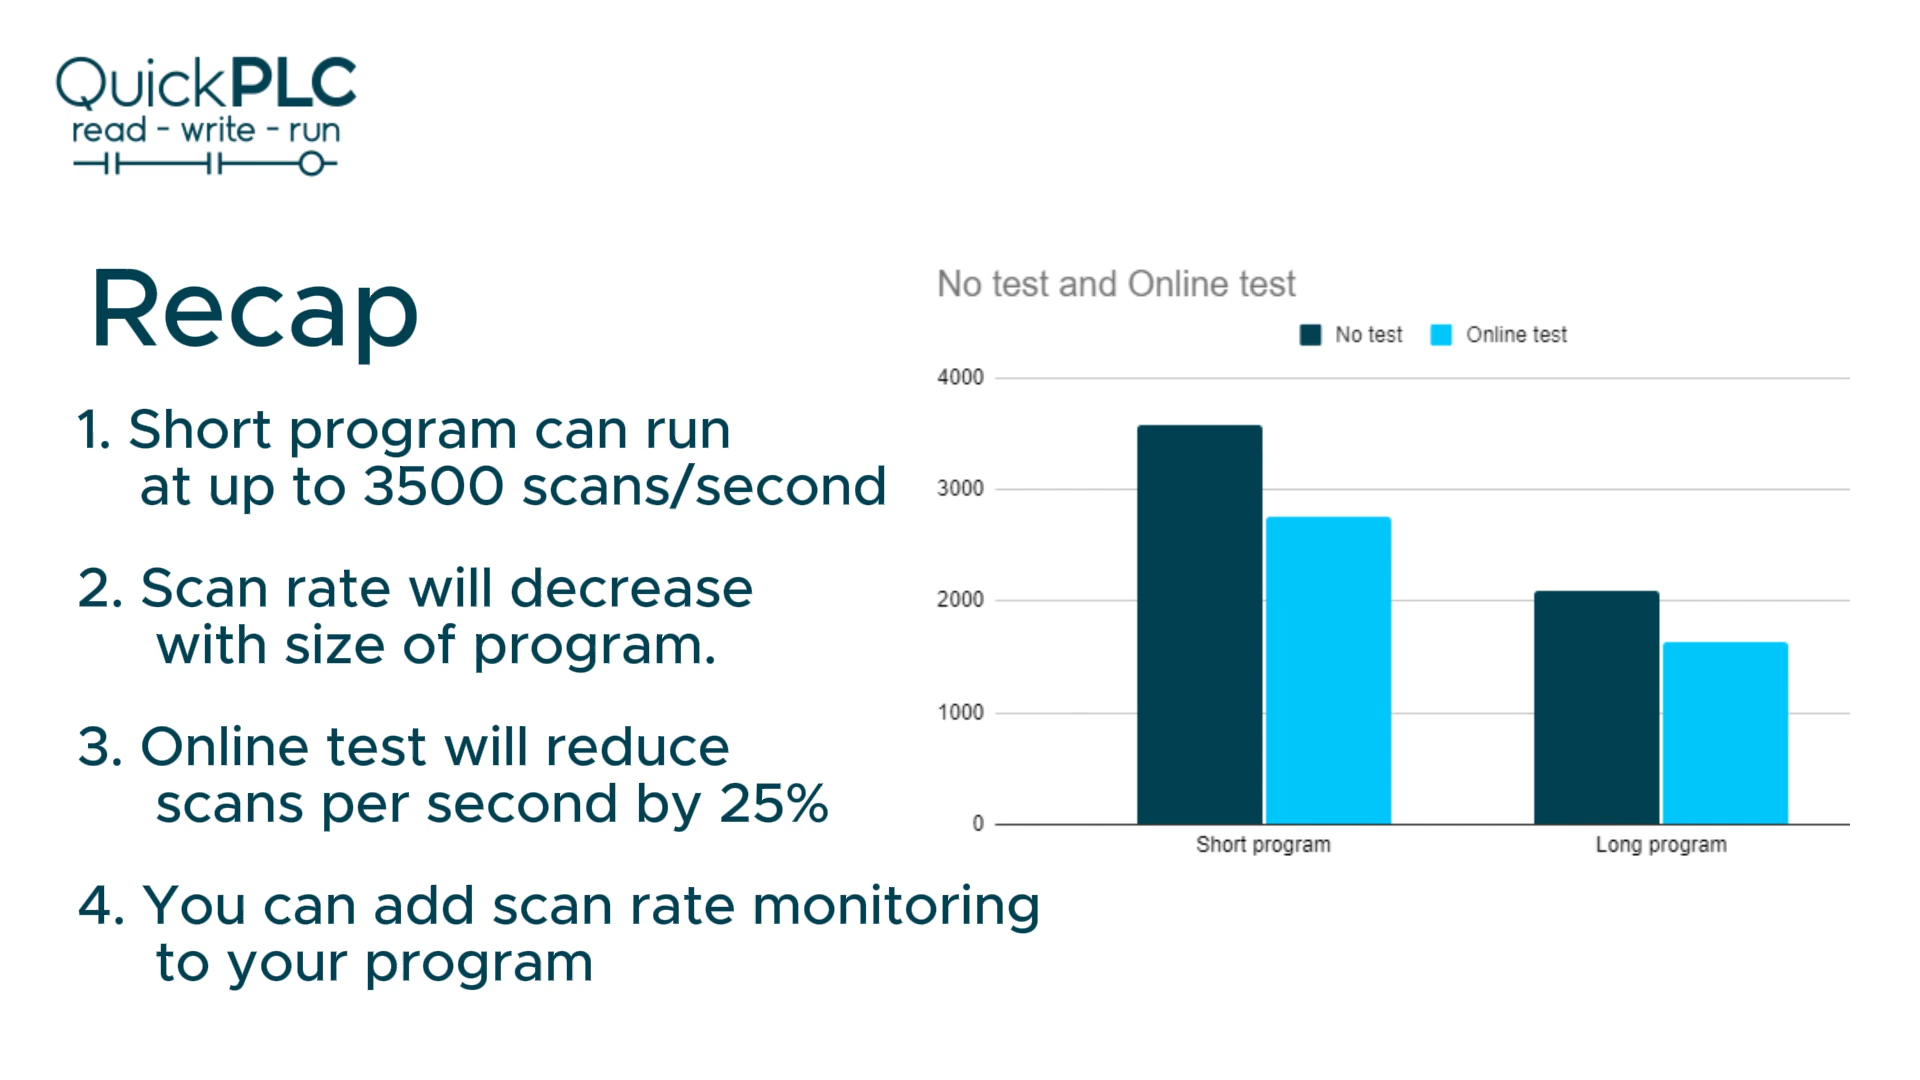 QuickPLC
read - write - run
Recap
1. Short program can run
at up to 3500 scans/second
2. Scan rate will decrease
with size of program.
3. Online test will reduce
scans per second by 25%
4. You can add scan rate monitoring
to your program
No test and Online test
No test
Online test
4000
3000
2000
1000
0
Short program
Long program